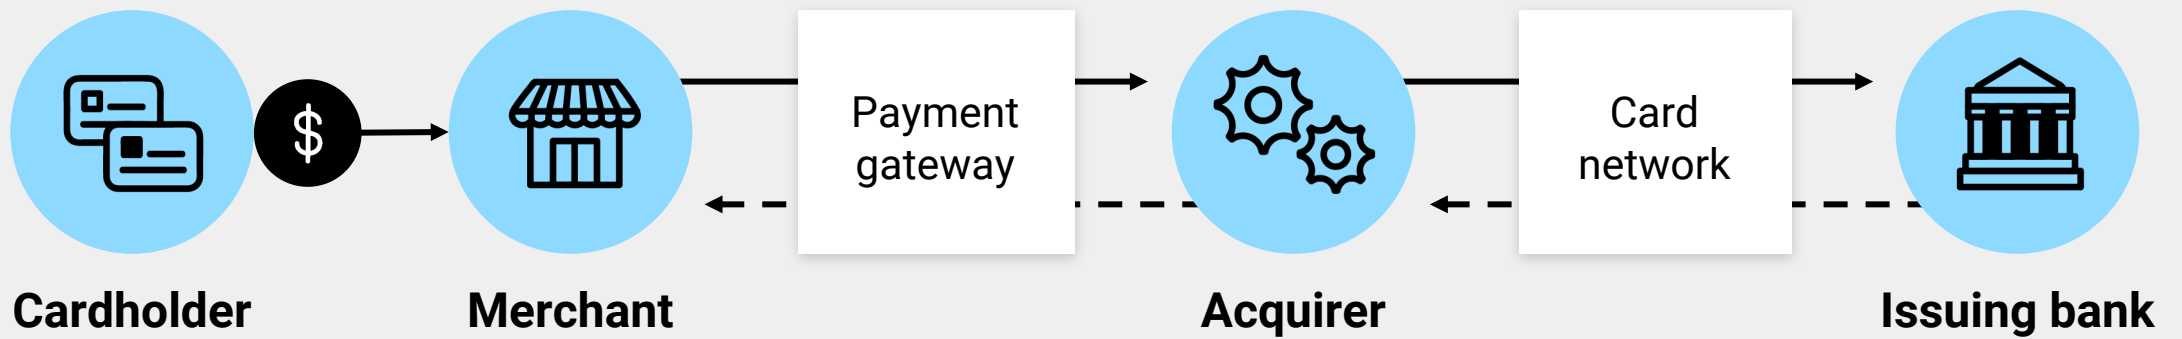 $
Payment
gateway
Card
network
Cardholder
Merchant
Acquirer
Issuing bank